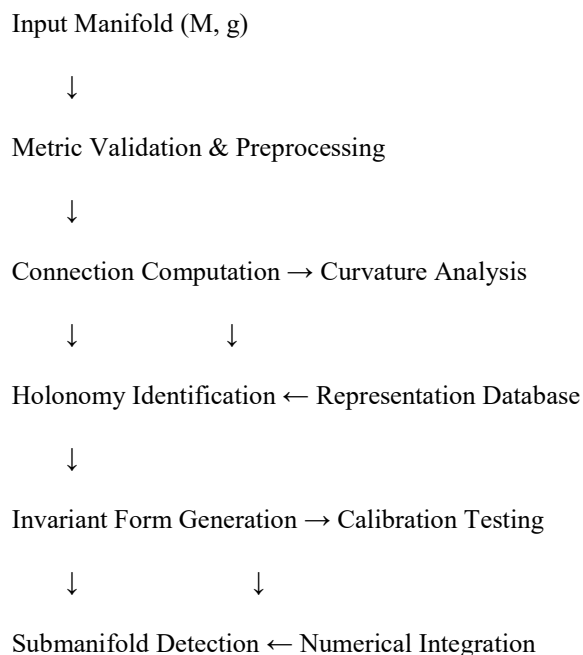 Input Manifold (M, g)
↓
Metric Validation & Preprocessing
↓
Connection Computation → Curvature Analysis
↓ ↓
Holonomy Identification ← Representation Database
↓
Invariant Form Generation → Calibration Testing
↓ ↓
Submanifold Detection ← Numerical Integration